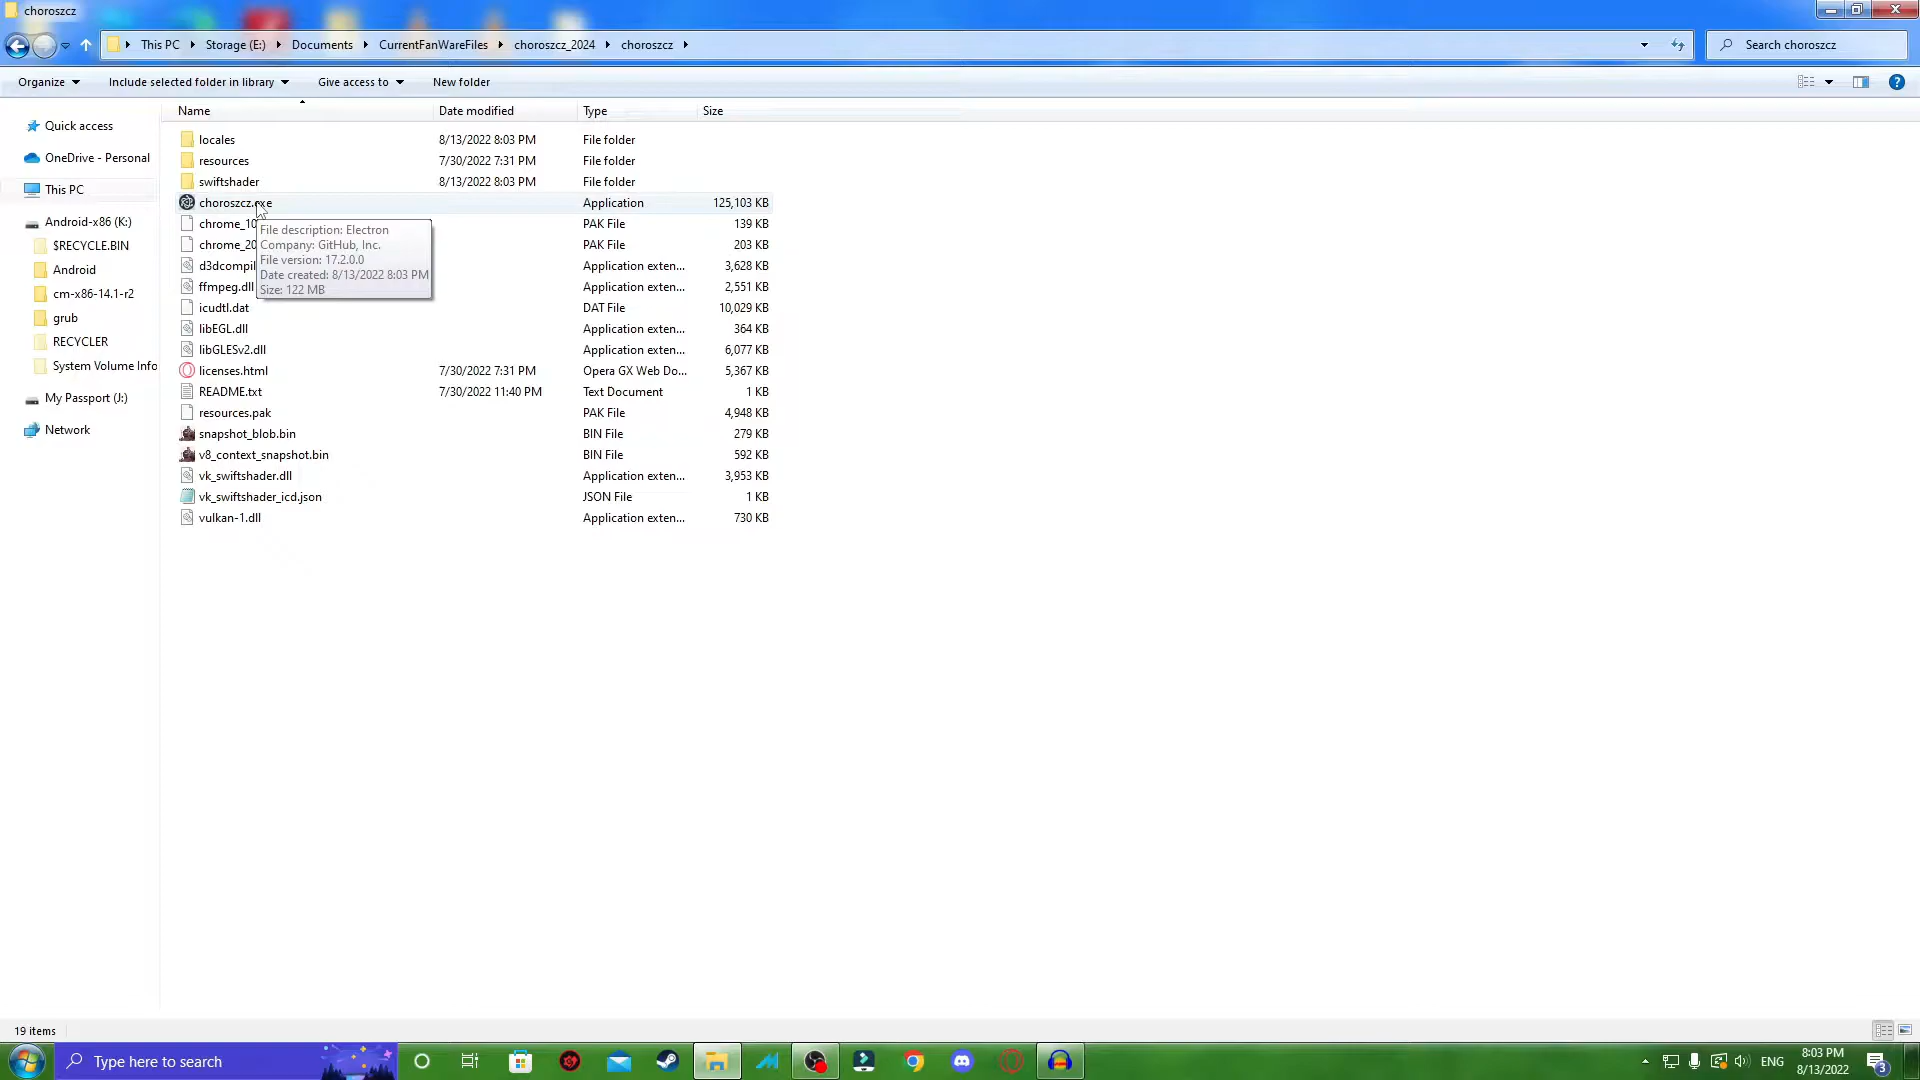 choroszcz
This PC Storage (E:) Documents CurrentFanWareFiles choroszcz_2024 choroszcz
Search choroszcz
Organize Include selected folder in library Give access to New folder
Name Date modified Type Size
Quick access
OneDrive - Personal
This PC
Android-x86 (K:)
$RECYCLE.BIN
Android
cm-x86-14.1-r2
grub
RECYCLER
System Volume Info
My Passport (J:)
Network
locales 8/13/2022 8:03 PM File folder
resources 7/30/2022 7:31 PM File folder
swiftshader 8/13/2022 8:03 PM File folder
choroszcz.exe Application 125,103 KB
chrome_10 PAK File 139 KB
chrome_20 PAK File 203 KB
d3dcompil Application exten... 3,628 KB
ffmpeg.dll Application exten... 2,551 KB
icudtl.dat DAT File 10,029 KB
libEGL.dll Application exten... 364 KB
libGLESv2.dll Application exten... 6,077 KB
licenses.html 7/30/2022 7:31 PM Opera GX Web Do... 5,367 KB
README.txt 7/30/2022 11:40 PM Text Document 1 KB
resources.pak PAK File 4,948 KB
snapshot_blob.bin BIN File 279 KB
v8_context_snapshot.bin BIN File 592 KB
vk_swiftshader.dll Application exten... 3,953 KB
vk_swiftshader_icd.json JSON File 1 KB
vulkan-1.dll Application exten... 730 KB
File description: Electron
Company: GitHub, Inc.
File version: 17.2.0.0
Date created: 8/13/2022 8:03 PM
Size: 122 MB
19 items
Type here to search
ENG
8:03 PM
8/13/2022
3